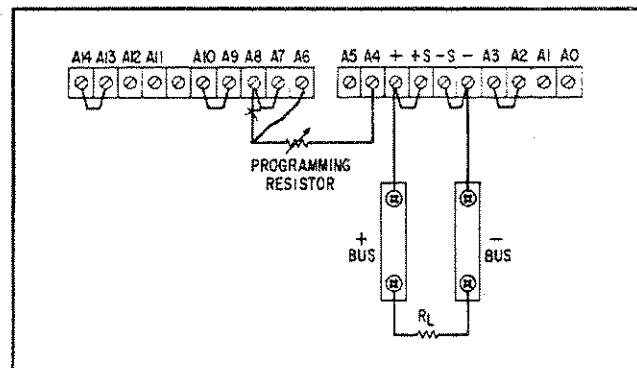 A14 A13 A12 A11 A10 A9 A8 A7 A6 A5 A4 + +S -S - A3 A2 A1 A0
PROGRAMMING
RESISTOR
+
BUS
-
BUS
RL